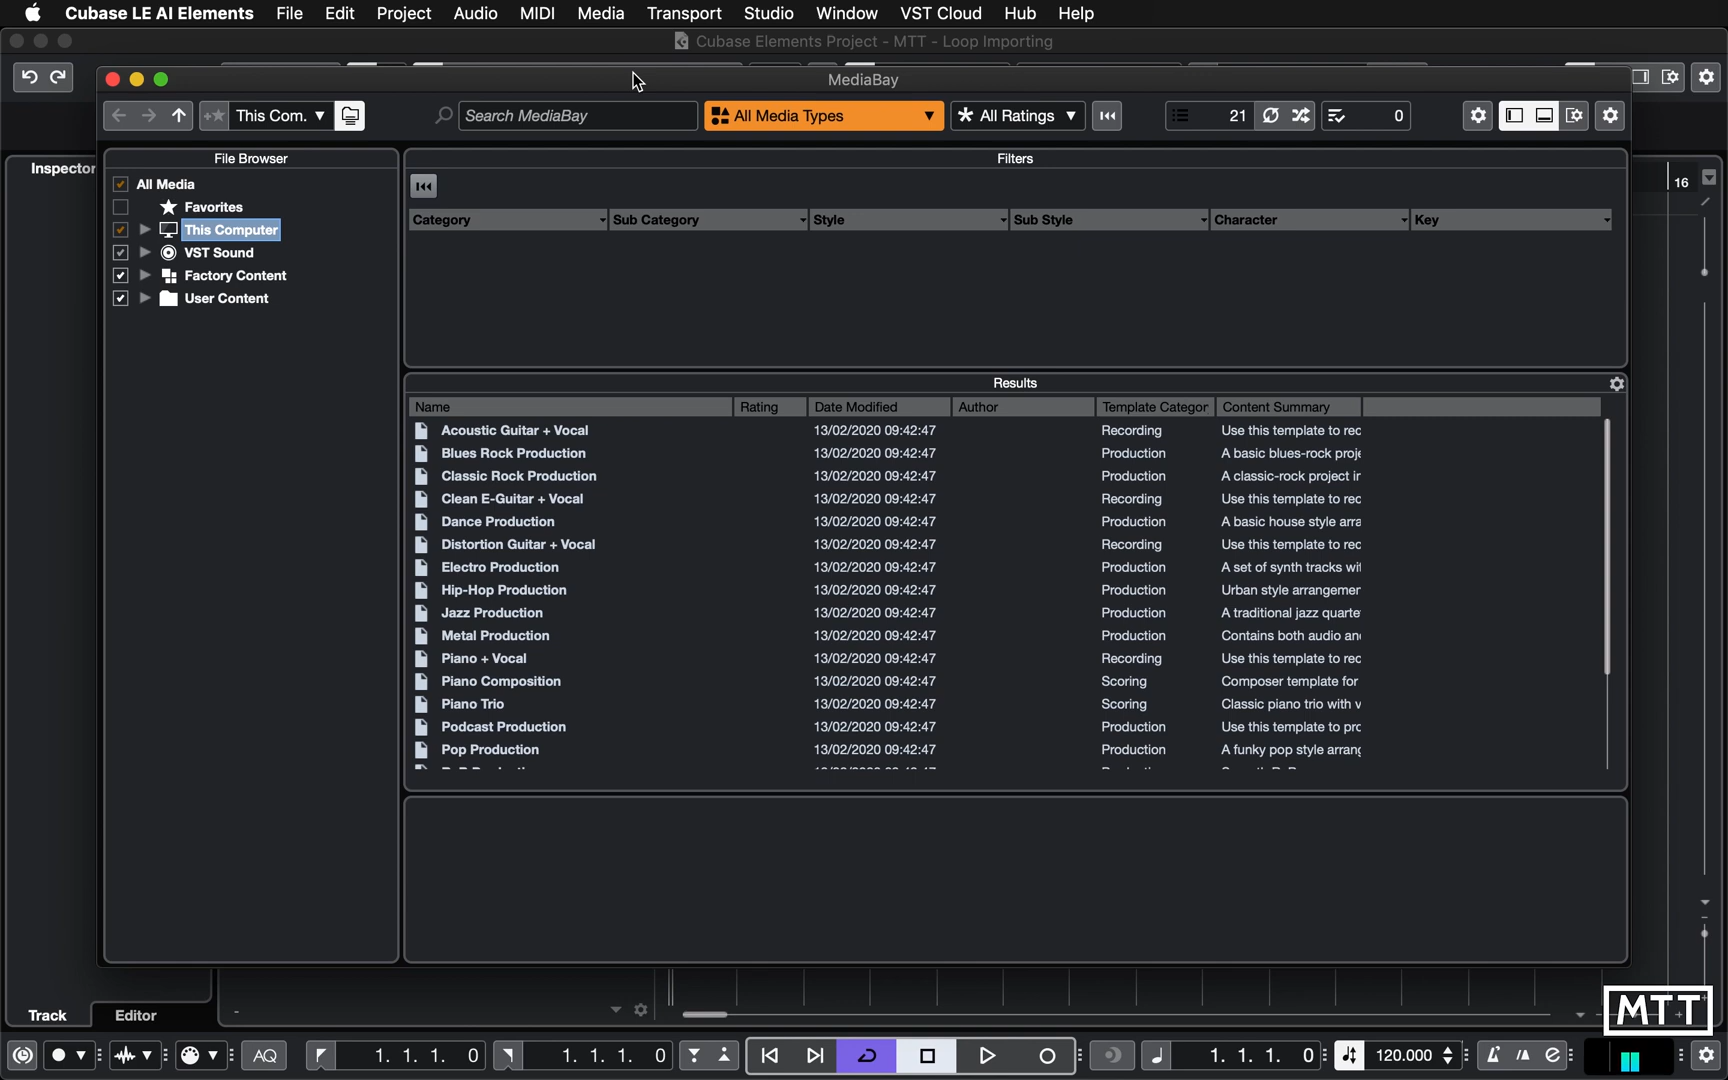 Cubase LE AI Elements File Edit Project Audio MIDI Media Transport Studio Window VST Cloud Hub Help
Cubase Elements Project - MTT - Loop Importing
MediaBay
This Com. Search MediaBay All Media Types All Ratings 21 0
File Browser
All Media
Favorites
This Computer
VST Sound
Factory Content
User Content
Inspector
16
Filters
Category Sub Category Style Sub Style Character Key
Results
Name Rating Date Modified Author Template Categor Content Summary
Acoustic Guitar + Vocal 13/02/2020 09:42:47 Recording Use this template to rec
Blues Rock Production 13/02/2020 09:42:47 Production A basic blues-rock proje
Classic Rock Production 13/02/2020 09:42:47 Production A classic-rock project ir
Clean E-Guitar + Vocal 13/02/2020 09:42:47 Recording Use this template to rec
Dance Production 13/02/2020 09:42:47 Production A basic house style arra
Distortion Guitar + Vocal 13/02/2020 09:42:47 Recording Use this template to rec
Electro Production 13/02/2020 09:42:47 Production A set of synth tracks wit
Hip-Hop Production 13/02/2020 09:42:47 Production Urban style arrangemer
Jazz Production 13/02/2020 09:42:47 Production A traditional jazz quarte
Metal Production 13/02/2020 09:42:47 Production Contains both audio an
Piano + Vocal 13/02/2020 09:42:47 Recording Use this template to rec
Piano Composition 13/02/2020 09:42:47 Scoring Composer template for
Piano Trio 13/02/2020 09:42:47 Scoring Classic piano trio with v
Podcast Production 13/02/2020 09:42:47 Production Use this template to pro
Pop Production 13/02/2020 09:42:47 Production A funky pop style arrang
Track Editor -
MTT
AQ 1. 1. 1. 0 1. 1. 1. 0 1. 1. 1. 0 120.000